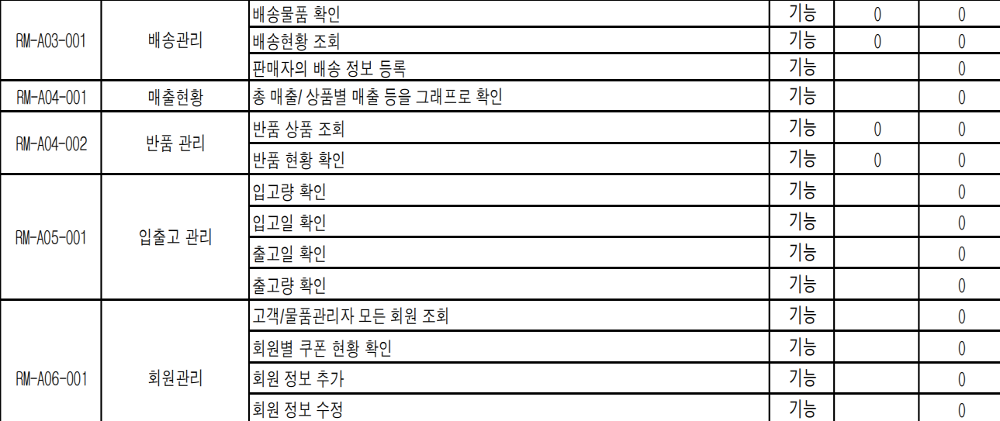 배송물품 확인 기능 0 0
RM-A03-001 배송관리 배송현황 조회 기능 0 0
판매자의 배송 정보 등록 기능 0
RM-A04-001 매출현황 총 매출/ 상품별 매출 등을 그래프로 확인 기능 0
RM-A04-002 반품 관리 반품 상품 조회 기능 0 0
반품 현황 확인 기능 0 0
입고량 확인 기능 0
RM-A05-001 입출고 관리 입고일 확인 기능 0
출고일 확인 기능 0
출고량 확인 기능 0
고객/물품관리자 모든 회원 조회 기능 0
회원별 쿠폰 현황 확인 기능 0
RM-A06-001 회원관리 회원 정보 추가 기능 0
회원 정보 수정 기능 0